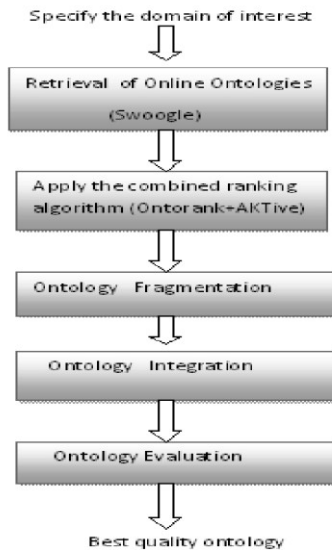 Specify the domain of interest
Retrieval of Online Ontologies
(Swoogle)
Apply the combined ranking
algorithm (Ontorank+AKTive)
Ontology Fragmentation
Ontology Integration
Ontology Evaluation
Best quality ontology